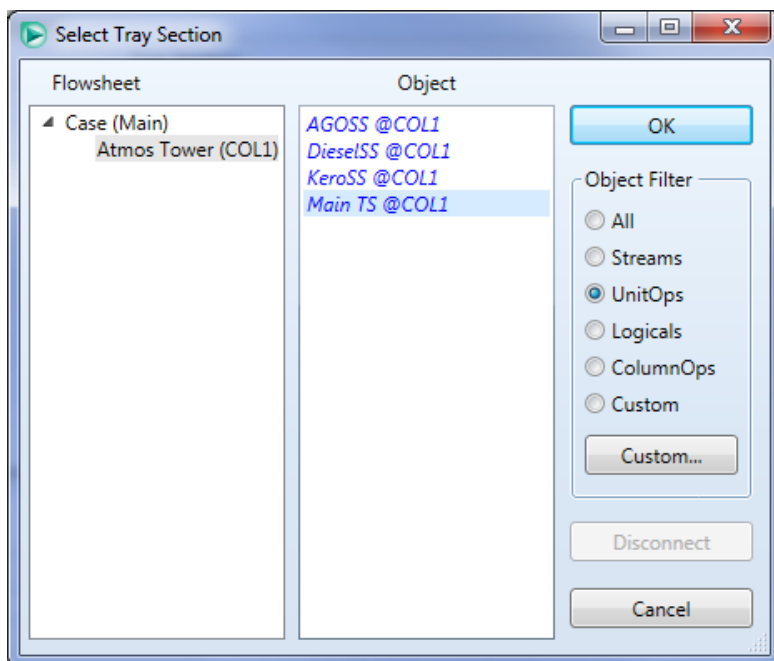 Select Tray Section
Flowsheet
Object
Case (Main)
Atmos Tower (COL1)
AGOSS @COL1
DieselSS @COL1
KeroSS @COL1
Main TS @COL1
OK
Object Filter
All
Streams
UnitOps
Logicals
ColumnOps
Custom
Custom...
Disconnect
Cancel